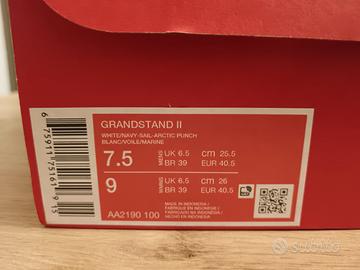 GRANDSTAND II
WHITE/NAVY-SAIL-ARCTIC PUNCH
BLANC/VOILE/MARINE
7.5 MENS UK 6.5 cm 25.5
BR 39 EUR 40.5
9 WMNS UK 6.5 cm 26
BR 39 EUR 40.5
AA2190 100
MADE IN INDONESIA
FABRIQUÉ EN INDONÉSIE
FABRICADO EN INDONESIA
SUBITO.it